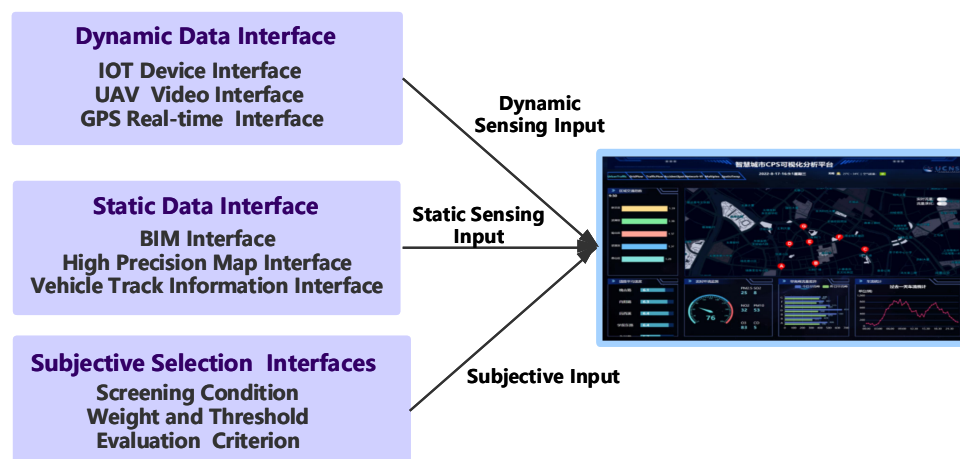 Dynamic Data Interface
IOT Device Interface
UAV Video Interface
GPS Real-time Interface
Dynamic
Sensing Input
Static Data Interface
BIM Interface
High Precision Map Interface
Vehicle Track Information Interface
Static Sensing
Input
Subjective Selection Interfaces
Screening Condition
Weight and Threshold
Evaluation Criterion
Subjective Input
智慧城市CPS可视化分析平台
UCNS
76